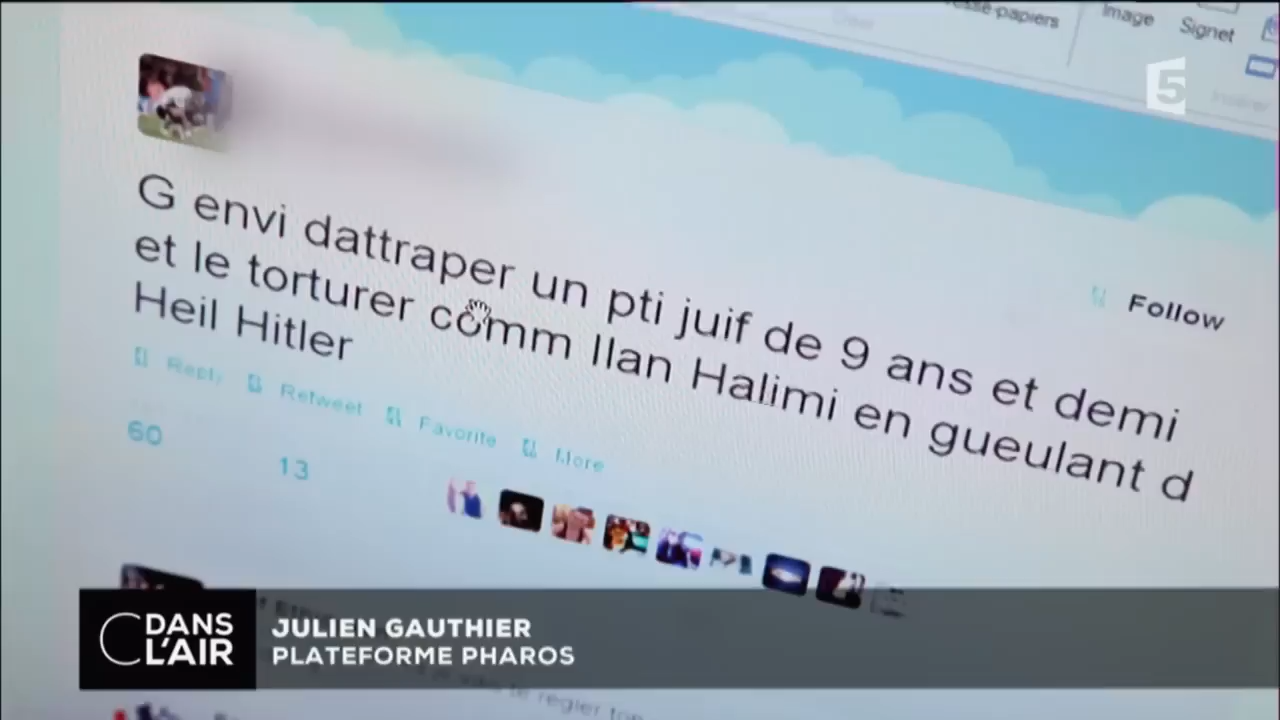 Image
Signet
5
Follow
G envi dattraper un pti juif de 9 ans et demi
et le torturer comm Ilan Halimi en gueulant d
Heil Hitler
Reply Retweet Favorite More
60
13
C DANS
L'AIR
JULIEN GAUTHIER
PLATEFORME PHAROS